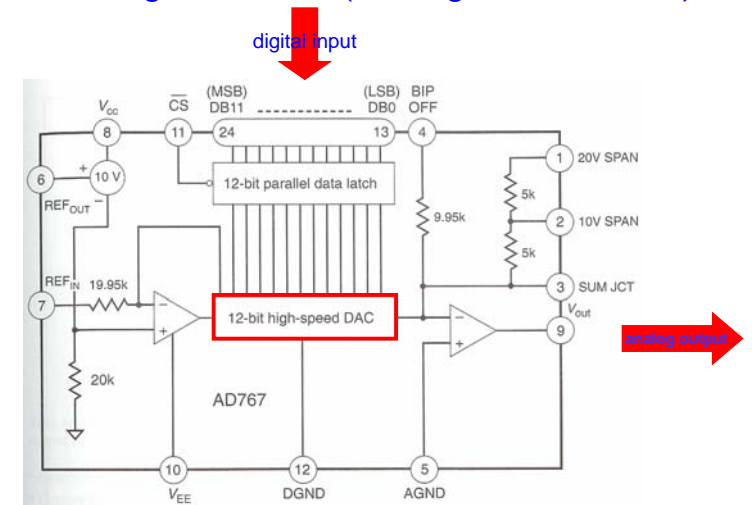 digital input
(MSB)
DB11
(LSB)
DB0
BIP
OFF
Vcc
CS
8
11
24
13
4
1
20V SPAN
6
+
10 V
REFOUT
−
12-bit parallel data latch
5k
9.95k
2
10V SPAN
5k
REFIN
19.95k
3
SUM JCT
7
−
+
12-bit high-speed DAC
−
+
Vout
9
analog output
20k
AD767
10
12
5
VEE
DGND
AGND